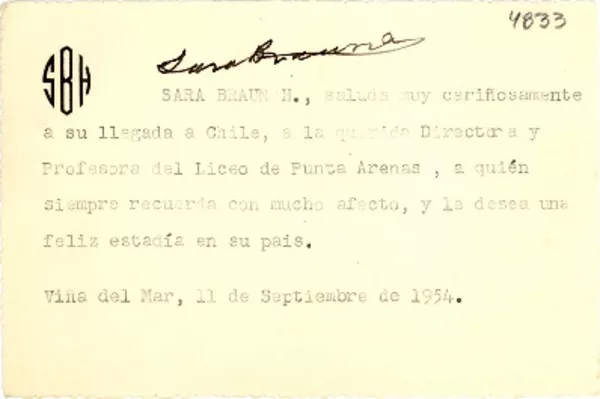 4833
SBH
Sara Braun
SARA BRAUN H., saluda muy cariñosamente
a su llegada a Chile, a la querida Directora y
Profesora del Liceo de Punta Arenas , a quién
siempre recuerda con mucho afecto, y le desea una
feliz estadía en su pais.
Viña del Mar, 11 de Septiembre de 1954.